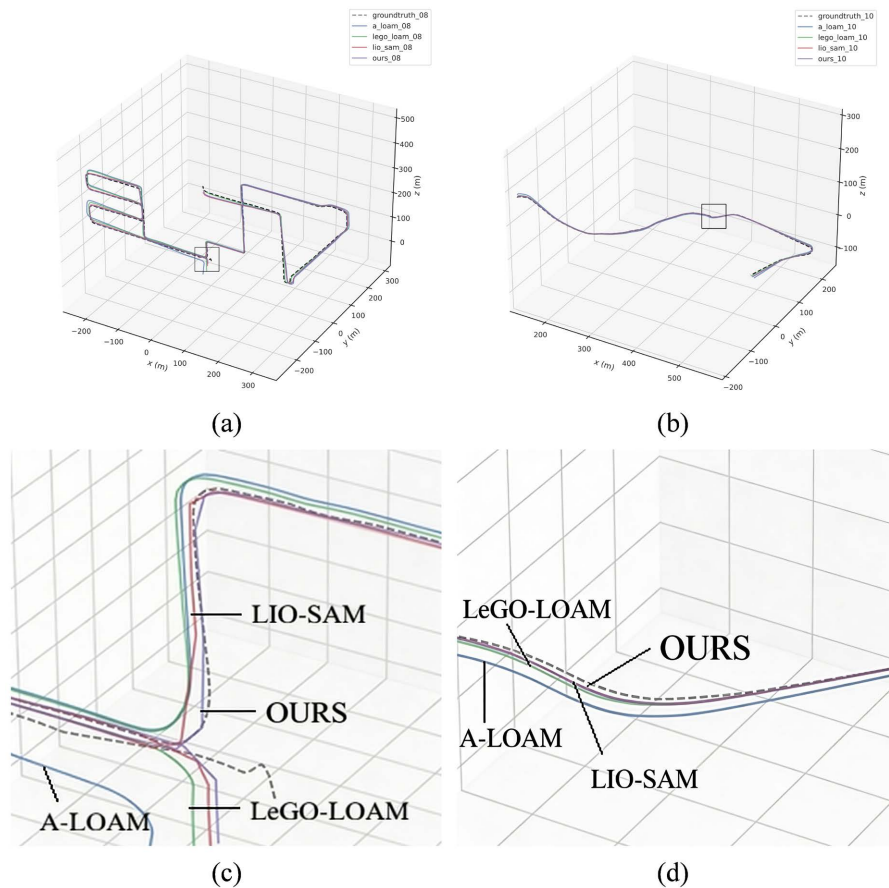 groundtruth_08
a_loam_08
lego_loam_08
lio_sam_08
ours_08
500
400
300
200
100
0
z (m)
−200
−100
0
100
200
300
x (m)
−200
−100
0
100
200
300
y (m)
(a)
groundtruth_10
a_loam_10
lego_loam_10
lio_sam_10
ours_10
300
200
100
0
−100
z (m)
200
300
400
500
x (m)
−200
−100
0
100
200
y (m)
(b)
LIO-SAM
OURS
A-LOAM
LeGO-LOAM
(c)
LeGO-LOAM
OURS
A-LOAM
LIO-SAM
(d)